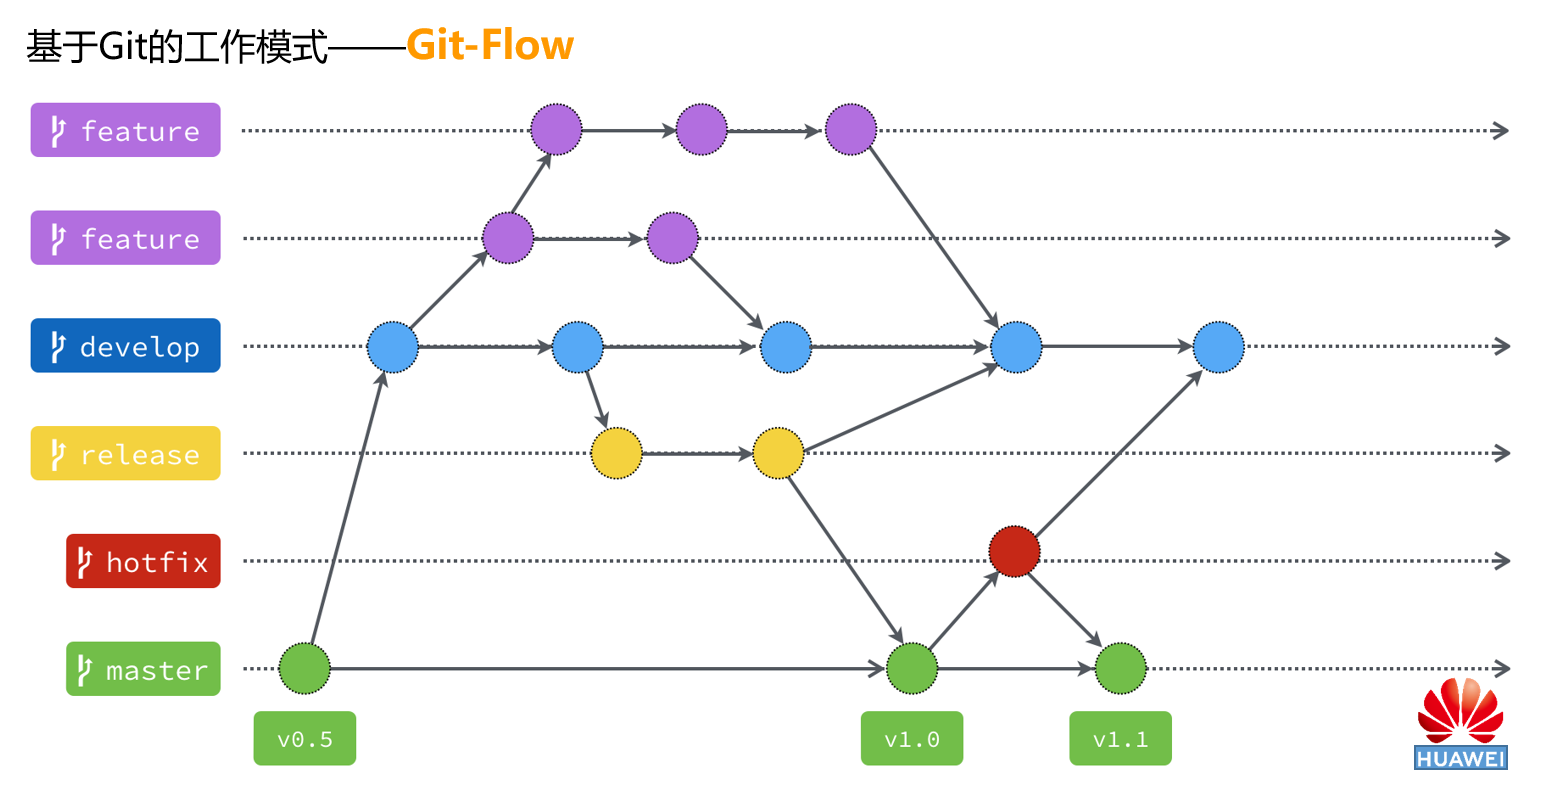 基于Git的工作模式——Git-Flow
feature
feature
develop
release
hotfix
master
v0.5
v1.0
v1.1
HUAWEI